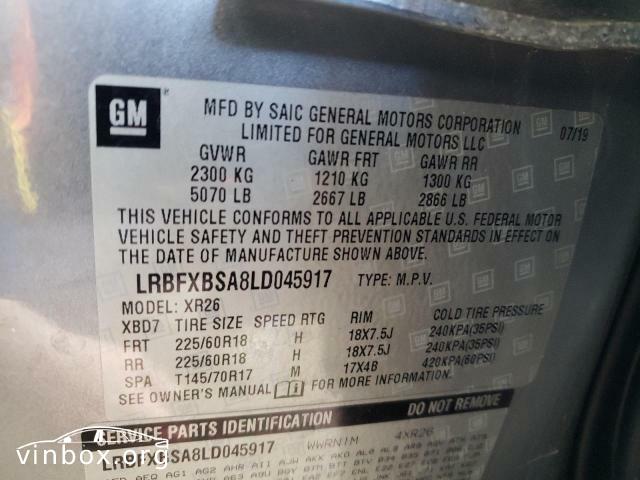 GM
MFD BY SAIC GENERAL MOTORS CORPORATION
LIMITED FOR GENERAL MOTORS LLC
07/19
GVWR GAWR FRT GAWR RR
2300 KG 1210 KG 1300 KG
5070 LB 2667 LB 2866 LB
THIS VEHICLE CONFORMS TO ALL APPLICABLE U.S. FEDERAL MOTOR
VEHICLE SAFETY AND THEFT PREVENTION STANDARDS IN EFFECT ON
THE DATE OF MANUFACTURE SHOWN ABOVE.
LRBFXBSA8LD045917 TYPE: M.P.V.
MODEL: XR26
XBD7 TIRE SIZE SPEED RTG RIM COLD TIRE PRESSURE
FRT 225/60R18 H 18X7.5J 240KPA(35PSI)
RR 225/60R18 H 18X7.5J 240KPA(35PSI)
SPA T145/70R17 M 17X4B 420KPA(60PSI)
SEE OWNER'S MANUAL FOR MORE INFORMATION.
SERVICE PARTS IDENTIFICATION DO NOT REMOVE
LRBFXBSA8LD045917 WWRN1M 4XR26
vinbox.org